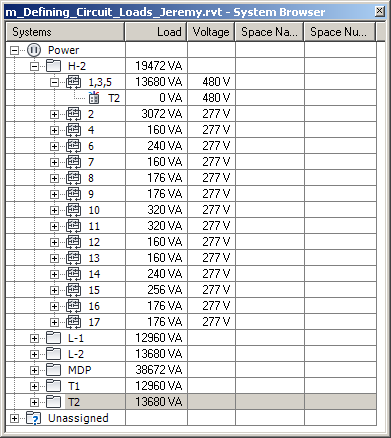 m_Defining_Circuit_Loads_Jeremy.rvt - System Browser
Systems Load Voltage Space Na... Space Nu...
Power
H-2 19472 VA
1,3,5 13680 VA 480 V
T2 0 VA 480 V
2 3072 VA 277 V
4 160 VA 277 V
6 240 VA 277 V
7 160 VA 277 V
8 176 VA 277 V
9 176 VA 277 V
10 320 VA 277 V
11 320 VA 277 V
12 160 VA 277 V
13 160 VA 277 V
14 240 VA 277 V
15 256 VA 277 V
16 176 VA 277 V
17 176 VA 277 V
L-1 12960 VA
L-2 13680 VA
MDP 38672 VA
T1 12960 VA
T2 13680 VA
Unassigned